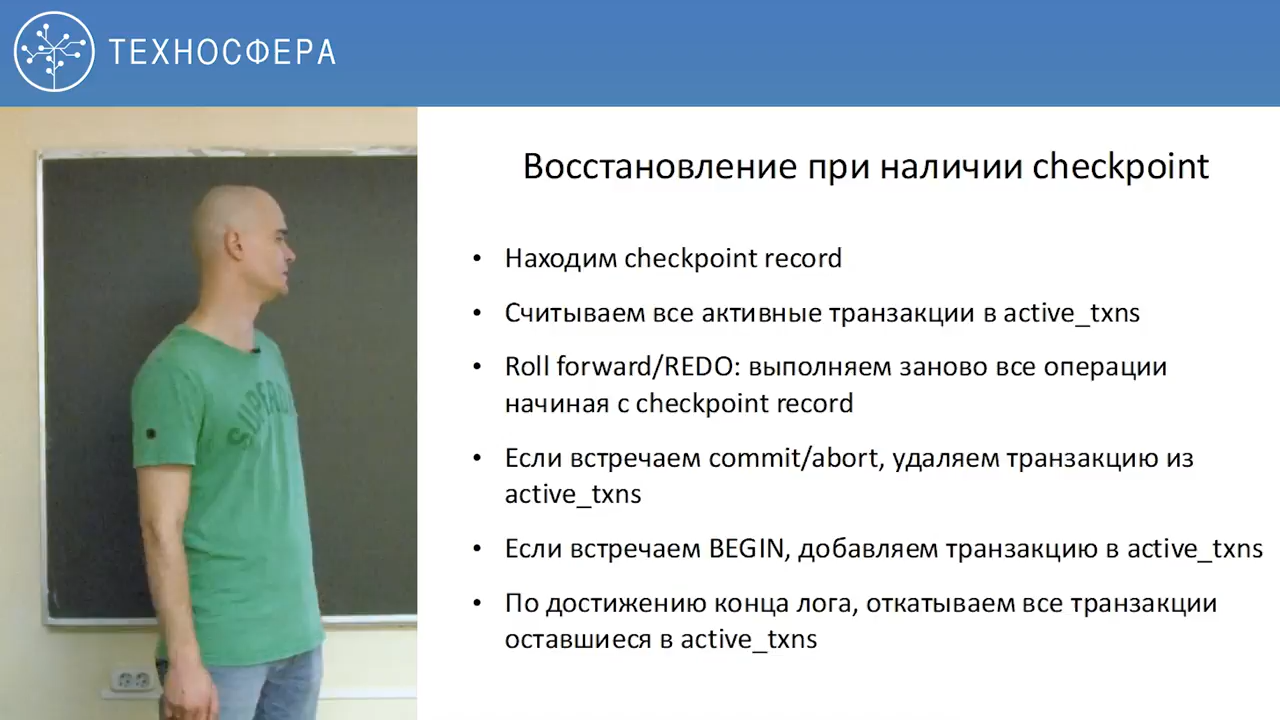 ТЕХНОСФЕРА
Восстановление при наличии checkpoint
• Находим checkpoint record
• Считываем все активные транзакции в active_txns
• Roll forward/REDO: выполняем заново все операции
начиная с checkpoint record
• Если встречаем commit/abort, удаляем транзакцию из
active_txns
• Если встречаем BEGIN, добавляем транзакцию в active_txns
• По достижению конца лога, откатываем все транзакции
оставшиеся в active_txns